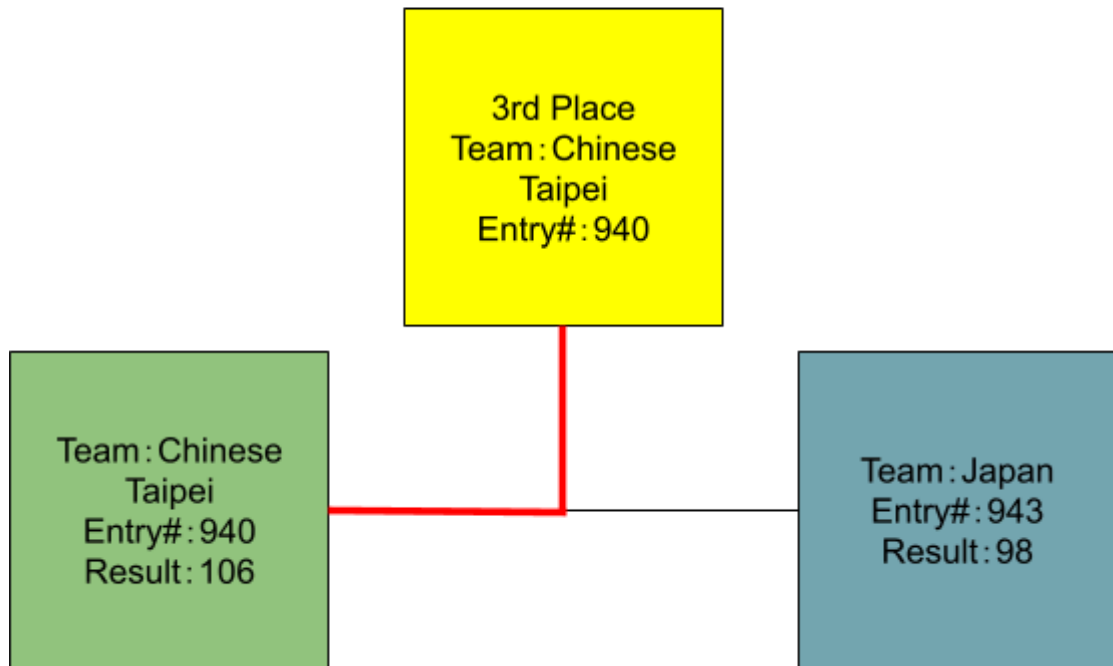 3rd Place
Team：Chinese
Taipei
Entry#：940
Team：Chinese
Taipei
Entry#：940
Result：106
Team：Japan
Entry#：943
Result：98